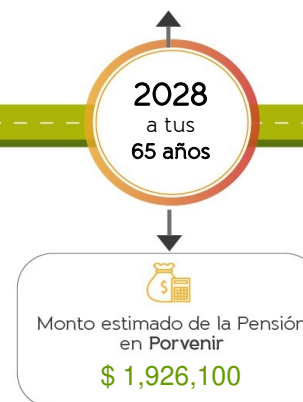 2028
a tus
65 años
$
Monto estimado de la Pensión
en Porvenir
$ 1,926,100